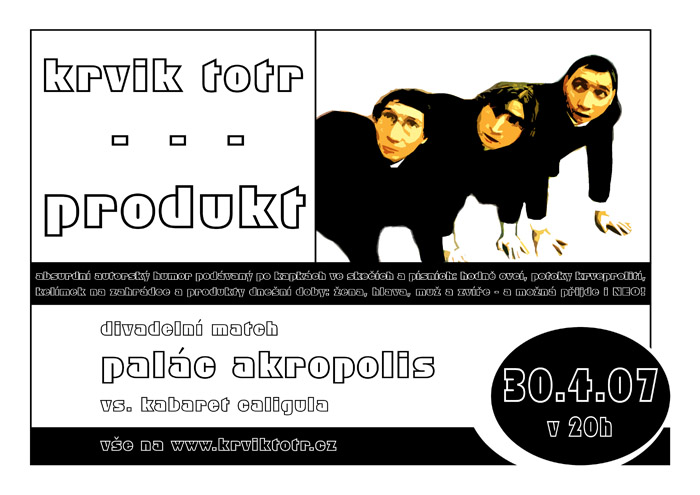 krvik totr
- - -
produkt
absurdní autorský humor podávaný po kapkách ve skečích a písních: hodně ovcí, potoky krveprolití,
kelímek na zahrádce a produkty dnešní doby: žena, hlava, muž a zvíře - a možná přijde i NEO!
divadelní match
palác akropolis
vs. kabaret caligula
30.4.07
v 20h
vše na www.krviktotr.cz